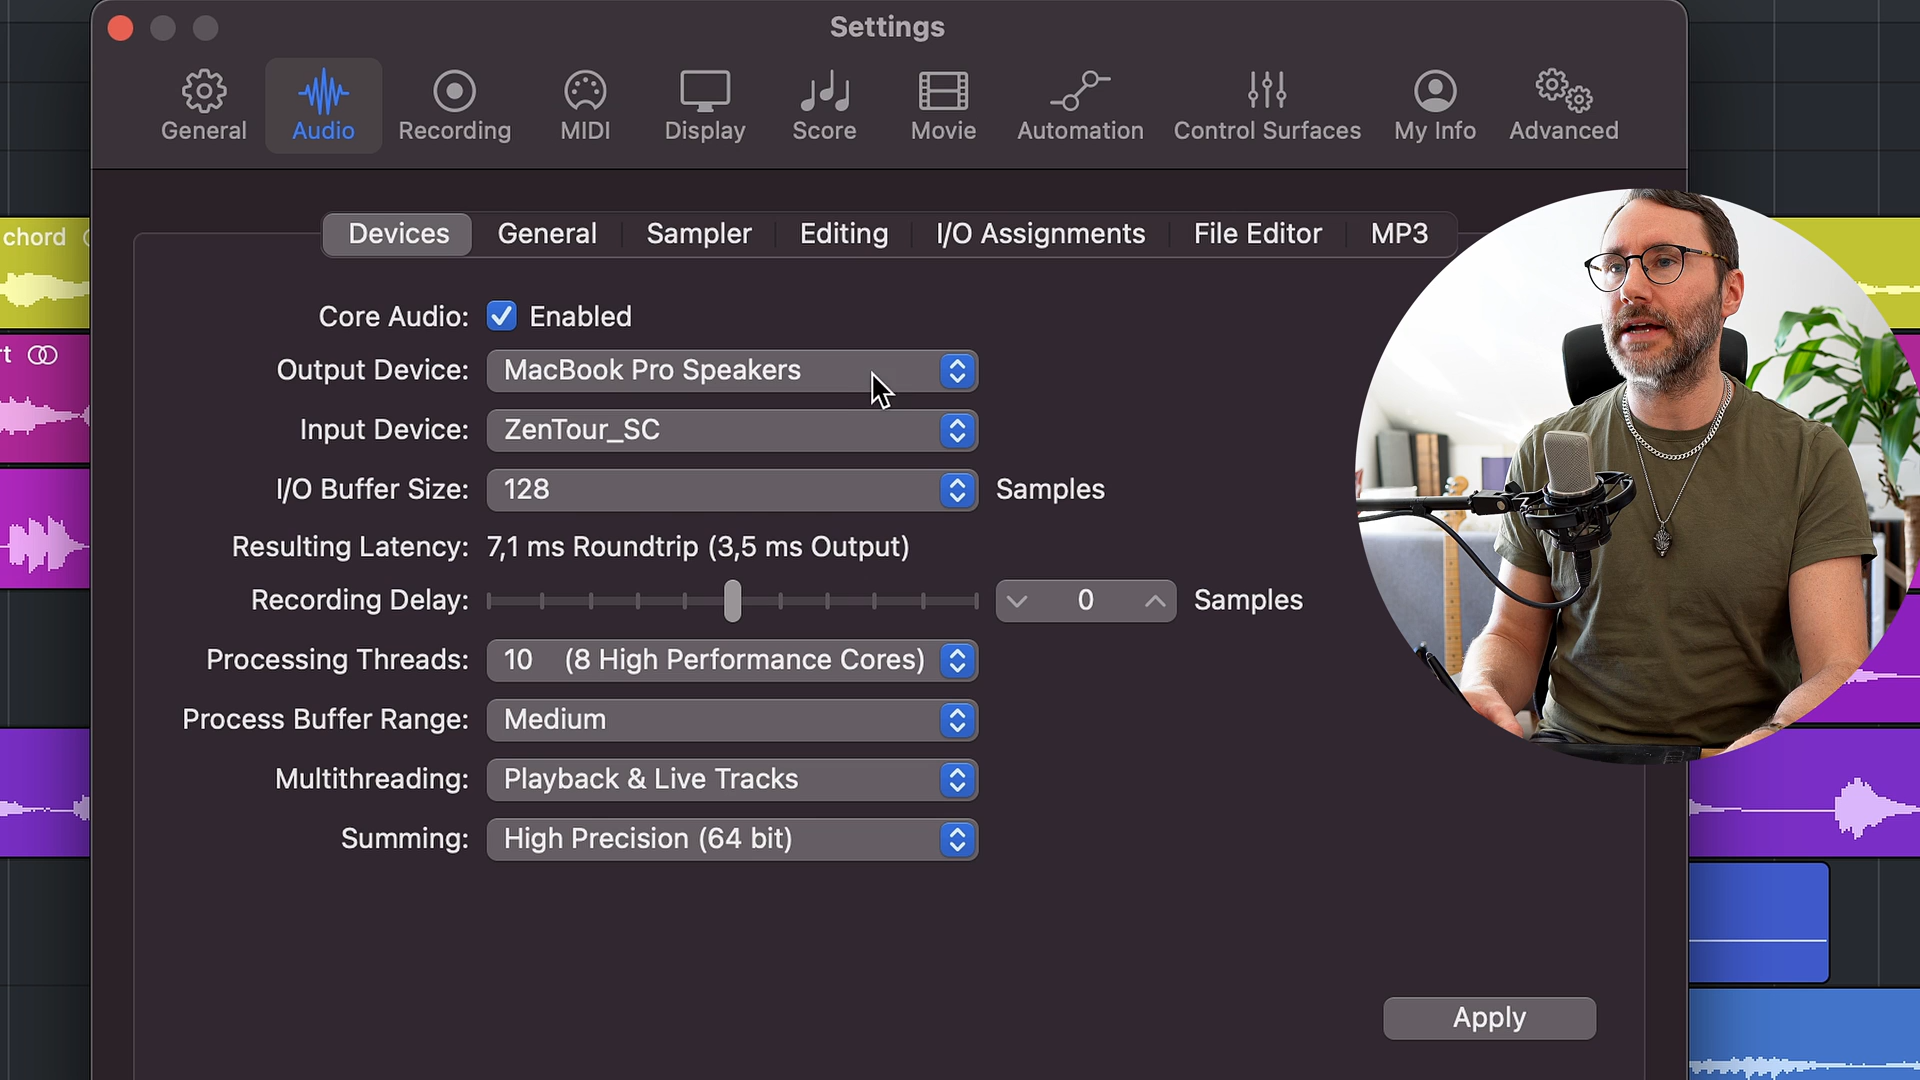 Settings
General Audio Recording MIDI Display Score Movie Automation Control Surfaces My Info Advanced
Devices General Sampler Editing I/O Assignments File Editor MP3
chord
rt
Core Audio: Enabled
Output Device: MacBook Pro Speakers
Input Device: ZenTour_SC
I/O Buffer Size: 128 Samples
Resulting Latency: 7,1 ms Roundtrip (3,5 ms Output)
Recording Delay: 0 Samples
Processing Threads: 10 (8 High Performance Cores)
Process Buffer Range: Medium
Multithreading: Playback & Live Tracks
Summing: High Precision (64 bit)
Apply